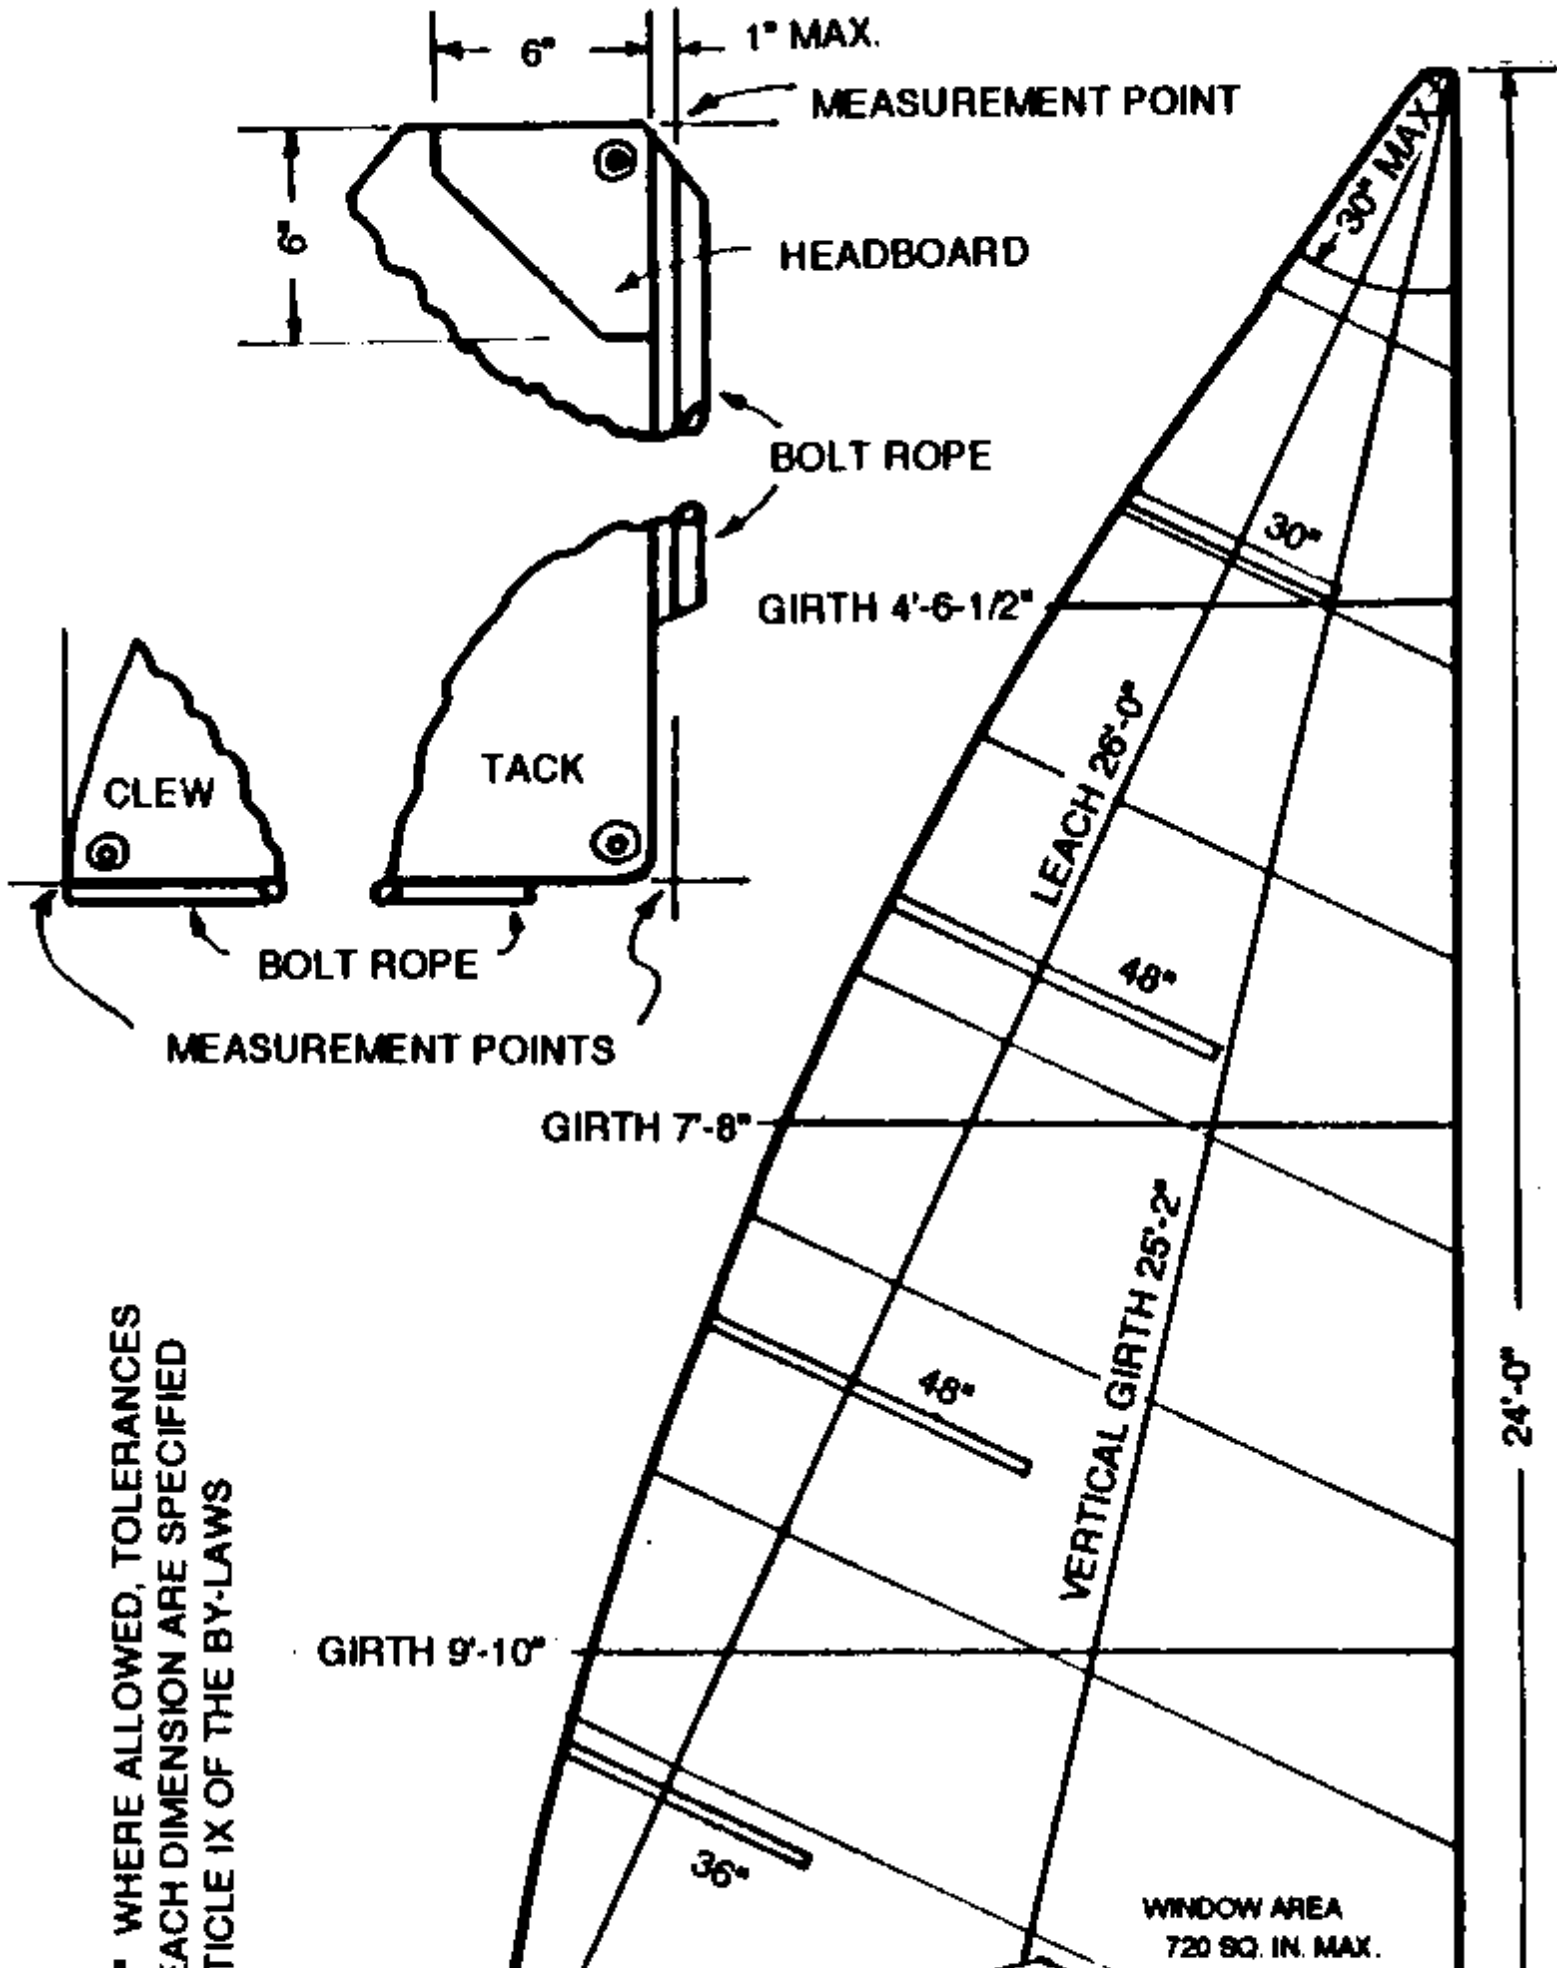 6"
1" MAX.
MEASUREMENT POINT
30" MAX.
6"
HEADBOARD
BOLT ROPE
30"
GIRTH 4'-6-1/2"
LEACH 26'-0"
TACK
CLEW
48"
BOLT ROPE
MEASUREMENT POINTS
GIRTH 7'-8"
VERTICAL GIRTH 25'-2"
24'-0"
48"
GIRTH 9'-10"
36"
WINDOW AREA
720 SQ. IN. MAX.
" WHERE ALLOWED, TOLERANCES
EACH DIMENSION ARE SPECIFIED
TICLE IX OF THE BY-LAWS